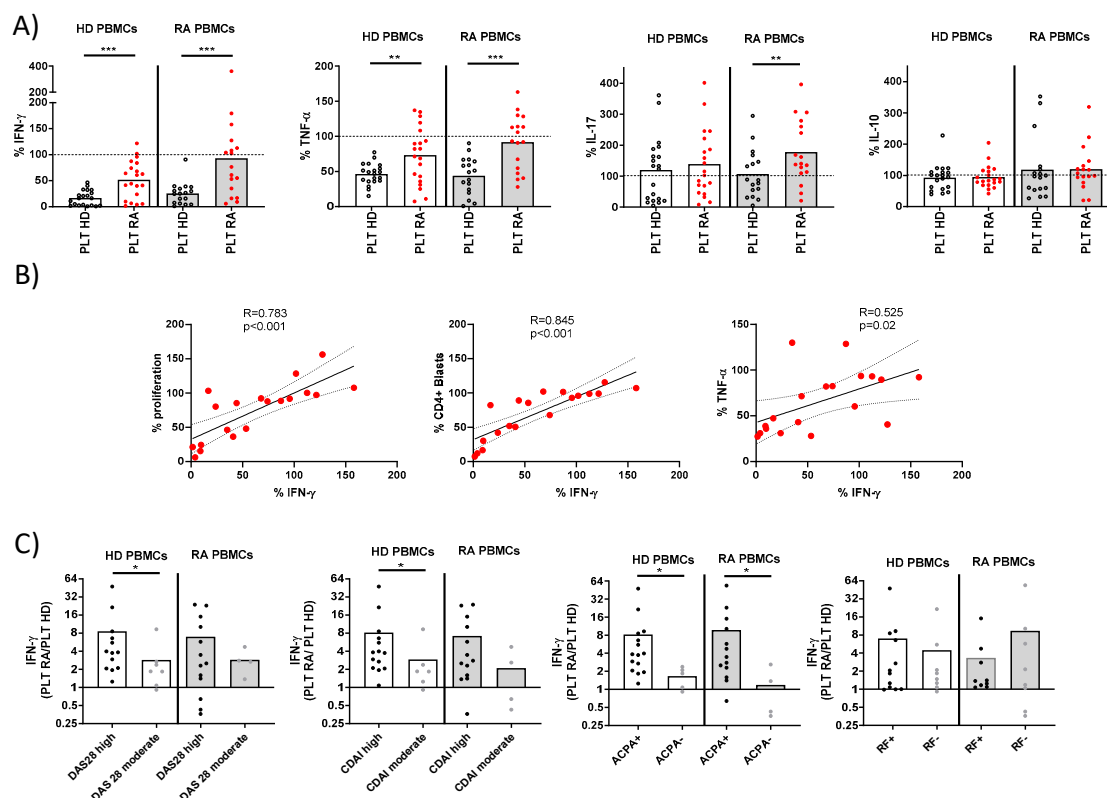 A)
HD PBMCs RA PBMCs
*** ***
% IFN-γ
400
200
200
150
100
50
0
PLT HD
PLT RA
PLT HD
PLT RA
HD PBMCs RA PBMCs
** ***
% TNF-α
200
150
100
50
0
PLT HD
PLT RA
PLT HD
PLT RA
HD PBMCs RA PBMCs
**
% IL-17
400
300
200
100
0
PLT HD
PLT RA
PLT HD
PLT RA
HD PBMCs RA PBMCs
% IL-10
400
300
200
100
0
PLT HD
PLT RA
PLT HD
PLT RA
B)
R=0.783
p<0.001
% proliferation
200
150
100
50
0
0 50 100 150 200
% IFN-γ
R=0.845
p<0.001
% CD4+ Blasts
200
150
100
50
0
0 50 100 150 200
% IFN-γ
R=0.525
p=0.02
% TNF-α
150
100
50
0
0 50 100 150 200
% IFN-γ
C)
HD PBMCs RA PBMCs
*
IFN-γ
(PLT RA/PLT HD)
64
32
16
8
4
2
1
0.5
0.25
DAS28 high
DAS 28 moderate
DAS28 high
DAS 28 moderate
HD PBMCs RA PBMCs
*
IFN-γ
(PLT RA/PLT HD)
64
32
16
8
4
2
1
0.5
0.25
CDAI high
CDAI moderate
CDAI high
CDAI moderate
HD PBMCs RA PBMCs
* *
IFN-γ
(PLT RA/PLT HD)
64
32
16
8
4
2
1
0.5
0.25
ACPA+
ACPA-
ACPA+
ACPA-
HD PBMCs RA PBMCs
IFN-γ
(PLT RA/PLT HD)
64
32
16
8
4
2
1
0.5
0.25
RF+
RF-
RF+
RF-